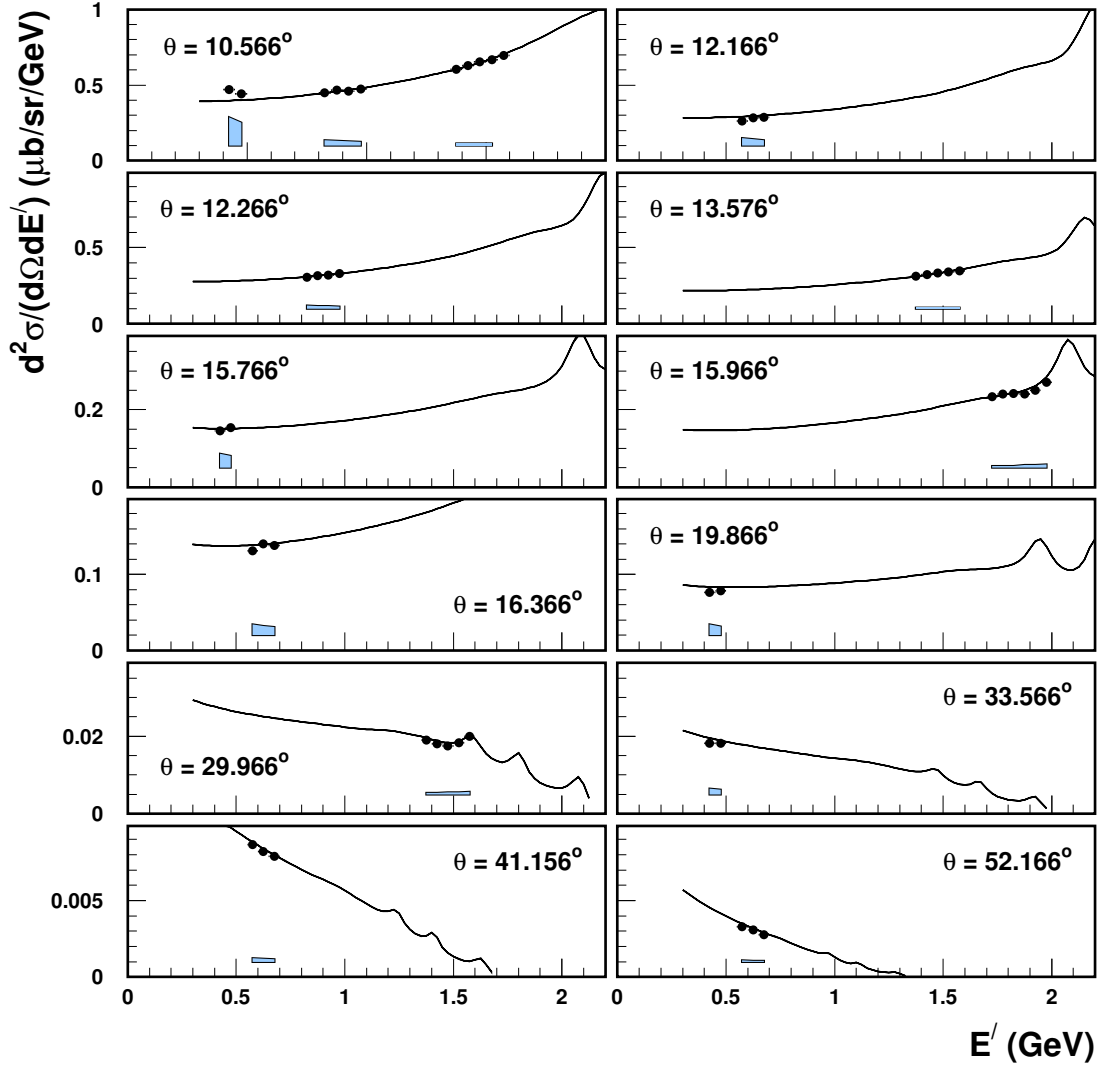 d²σ/(dΩdE′) (μb/sr/GeV)
1
0.5
0
θ = 10.566°
θ = 12.166°
0.5
0
θ = 12.266°
θ = 13.576°
0.2
0
θ = 15.766°
θ = 15.966°
0.1
0
θ = 16.366°
θ = 19.866°
0.02
0
θ = 29.966°
θ = 33.566°
0.005
0
θ = 41.156°
θ = 52.166°
0 0.5 1 1.5 2 0 0.5 1 1.5 2
E′ (GeV)